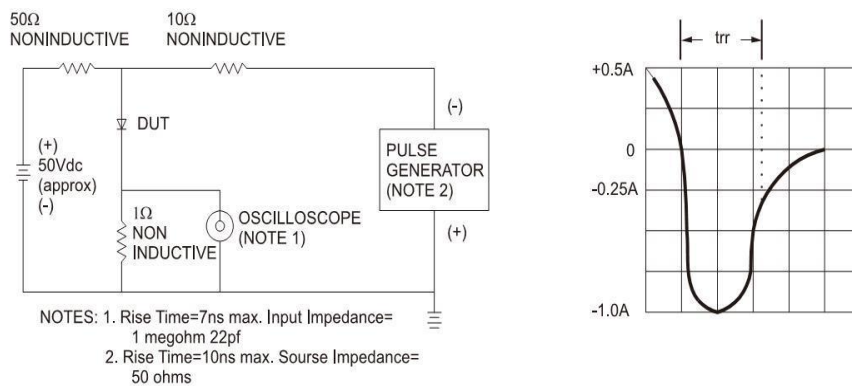 50Ω
NONINDUCTIVE
10Ω
NONINDUCTIVE
DUT
(+)
50Vdc
(approx)
(-)
1Ω
NON
INDUCTIVE
OSCILLOSCOPE
(NOTE 1)
(-)
PULSE
GENERATOR
(NOTE 2)
(+)
NOTES: 1. Rise Time=7ns max. Input Impedance=
1 megohm 22pf
2. Rise Time=10ns max. Sourse Impedance=
50 ohms
trr
+0.5A
0
-0.25A
-1.0A